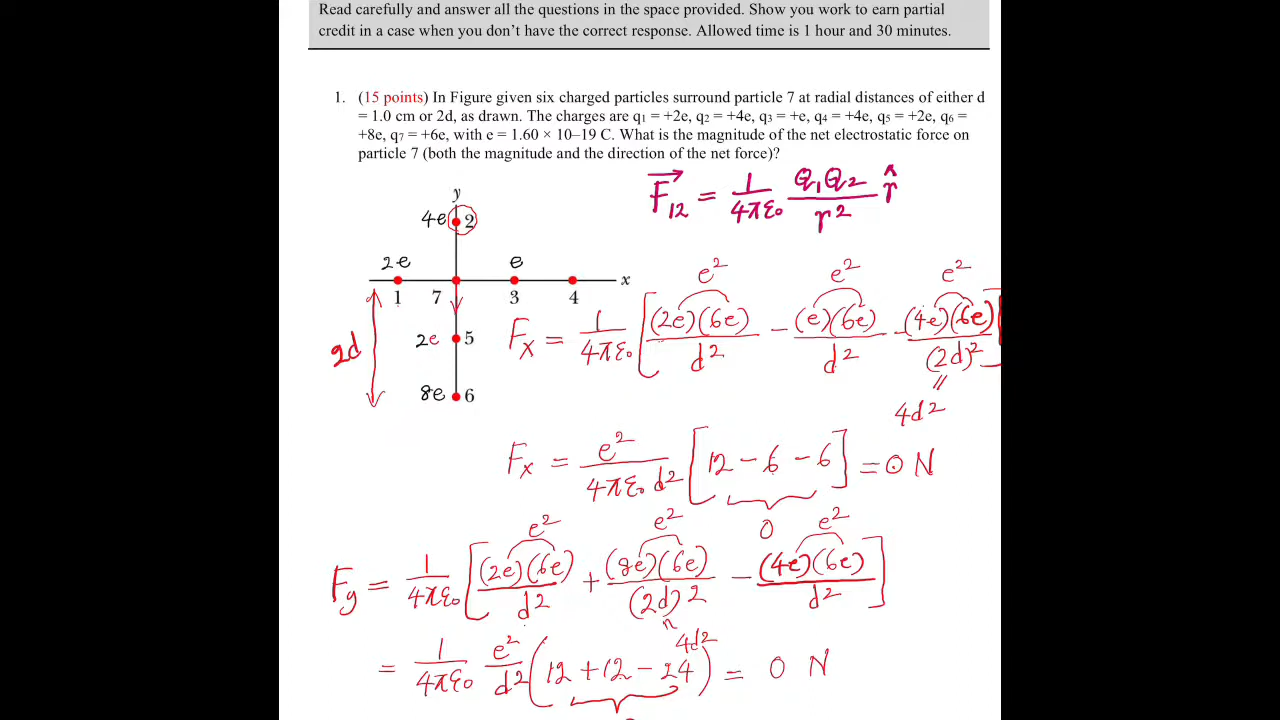 Read carefully and answer all the questions in the space provided. Show you work to earn partial
credit in a case when you don't have the correct response. Allowed time is 1 hour and 30 minutes.
1. (15 points) In Figure given six charged particles surround particle 7 at radial distances of either d
= 1.0 cm or 2d, as drawn. The charges are q₁ = +2e, q₂ = +4e, q₃ = +e, q₄ = +4e, q₅ = +2e, q₆ =
+8e, q₇ = +6e, with e = 1.60 × 10–19 C. What is the magnitude of the net electrostatic force on
particle 7 (both the magnitude and the direction of the net force)?
F₁₂ = 1/4πε₀ Q₁Q₂/r² r̂
y
4e 2
2e e
x
1 7 3 4
2d
2e 5
8e 6
e² e² e²
Fx = 1/4πε₀ [(2e)(6e)/d² - (e)(6e)/d² - (4e)(6e)/(2d)²]
"
4d²
Fx = e²/4πε₀ d² [12 - 6 - 6] = 0 N
0
e² e² e²
Fy = 1/4πε₀ [(2e)(6e)/d² + (8e)(6e)/(2d)² - (4e)(6e)/d²]
4d²
= 1/4πε₀ e²/d² (12 + 12 - 24) = 0 N